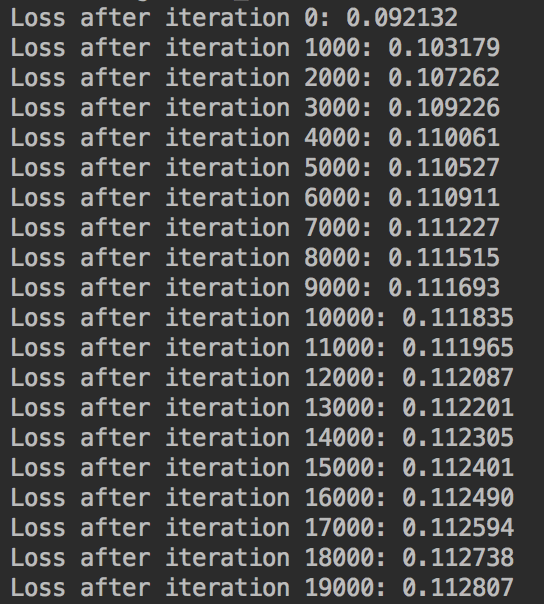 Loss after iteration 0: 0.092132
Loss after iteration 1000: 0.103179
Loss after iteration 2000: 0.107262
Loss after iteration 3000: 0.109226
Loss after iteration 4000: 0.110061
Loss after iteration 5000: 0.110527
Loss after iteration 6000: 0.110911
Loss after iteration 7000: 0.111227
Loss after iteration 8000: 0.111515
Loss after iteration 9000: 0.111693
Loss after iteration 10000: 0.111835
Loss after iteration 11000: 0.111965
Loss after iteration 12000: 0.112087
Loss after iteration 13000: 0.112201
Loss after iteration 14000: 0.112305
Loss after iteration 15000: 0.112401
Loss after iteration 16000: 0.112490
Loss after iteration 17000: 0.112594
Loss after iteration 18000: 0.112738
Loss after iteration 19000: 0.112807